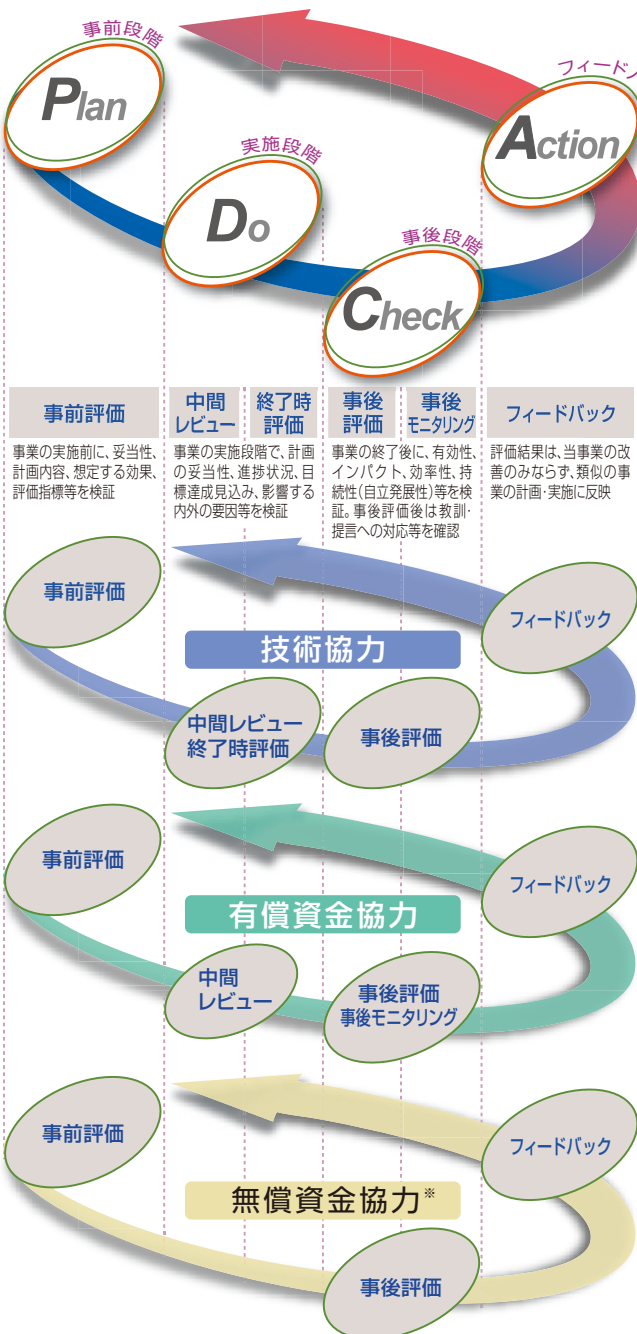 事前段階
Plan
フィード
Action
実施段階
Do
事後段階
Check
事前評価
中間
レビュー
終了時
評価
事後
評価
事後
モニタリング
フィードバック
事業の実施前に、妥当性、
計画内容、想定する効果、
評価指標等を検証
事業の実施段階で、計画
の妥当性、進捗状況、目
標達成見込み、影響する
内外の要因等を検証
事業の終了後に、有効性、
インパクト、効率性、持
続性(自立発展性)等を検
証。事後評価後は教訓・
提言への対応等を確認
評価結果は、当事業の改
善のみならず、類似の事
業の計画・実施に反映
事前評価
フィードバック
技術協力
中間レビュー
終了時評価
事後評価
事前評価
フィードバック
有償資金協力
中間
レビュー
事後評価
事後モニタリング
事前評価
フィードバック
無償資金協力※
事後評価